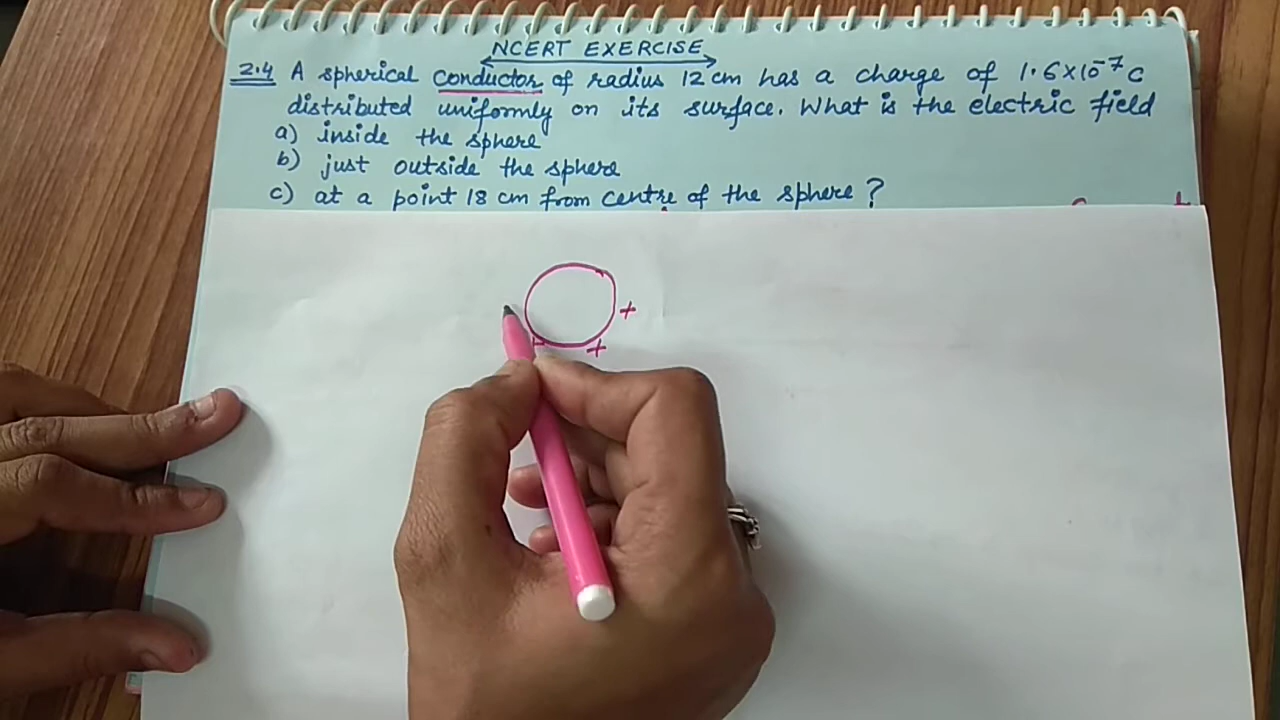 NCERT EXERCISE
2.4 A spherical conductor of radius 12 cm has a charge of 1.6×10⁻⁷ C
distributed uniformly on its surface. What is the electric field
a) inside the sphere
b) just outside the sphere
c) at a point 18 cm from centre of the sphere?
+
+
+